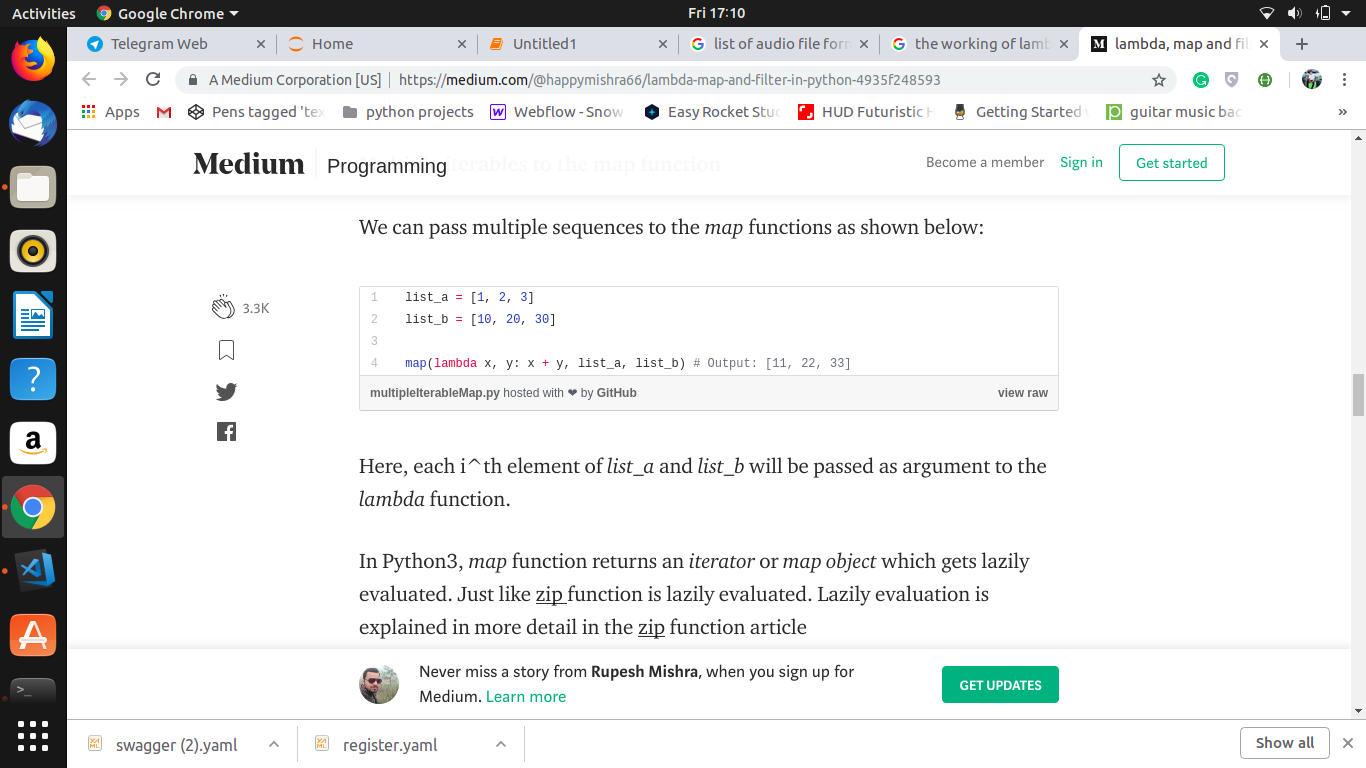 Activities
Google Chrome
Fri 17:10
Telegram Web
Home
Untitled1
list of audio file for
the working of lamb
lambda, map and fil
A Medium Corporation [US]
https://medium.com/@happymishra66/lambda-map-and-filter-in-python-4935f248593
Apps
Pens tagged 'tex
python projects
Webflow - Snow
Easy Rocket Stud
HUD Futuristic H
Getting Started
guitar music bac
»
Medium
Programming
iterables to the map function
Become a member
Sign in
Get started
We can pass multiple sequences to the map functions as shown below:
3.3K
1 list_a = [1, 2, 3]
2 list_b = [10, 20, 30]
3
4 map(lambda x, y: x + y, list_a, list_b) # Output: [11, 22, 33]
multipleIterableMap.py hosted with ❤ by GitHub
view raw
Here, each i^th element of list_a and list_b will be passed as argument to the
lambda function.
In Python3, map function returns an iterator or map object which gets lazily
evaluated. Just like zip function is lazily evaluated. Lazily evaluation is
explained in more detail in the zip function article
Never miss a story from Rupesh Mishra, when you sign up for
Medium. Learn more
GET UPDATES
swagger (2).yaml
register.yaml
Show all